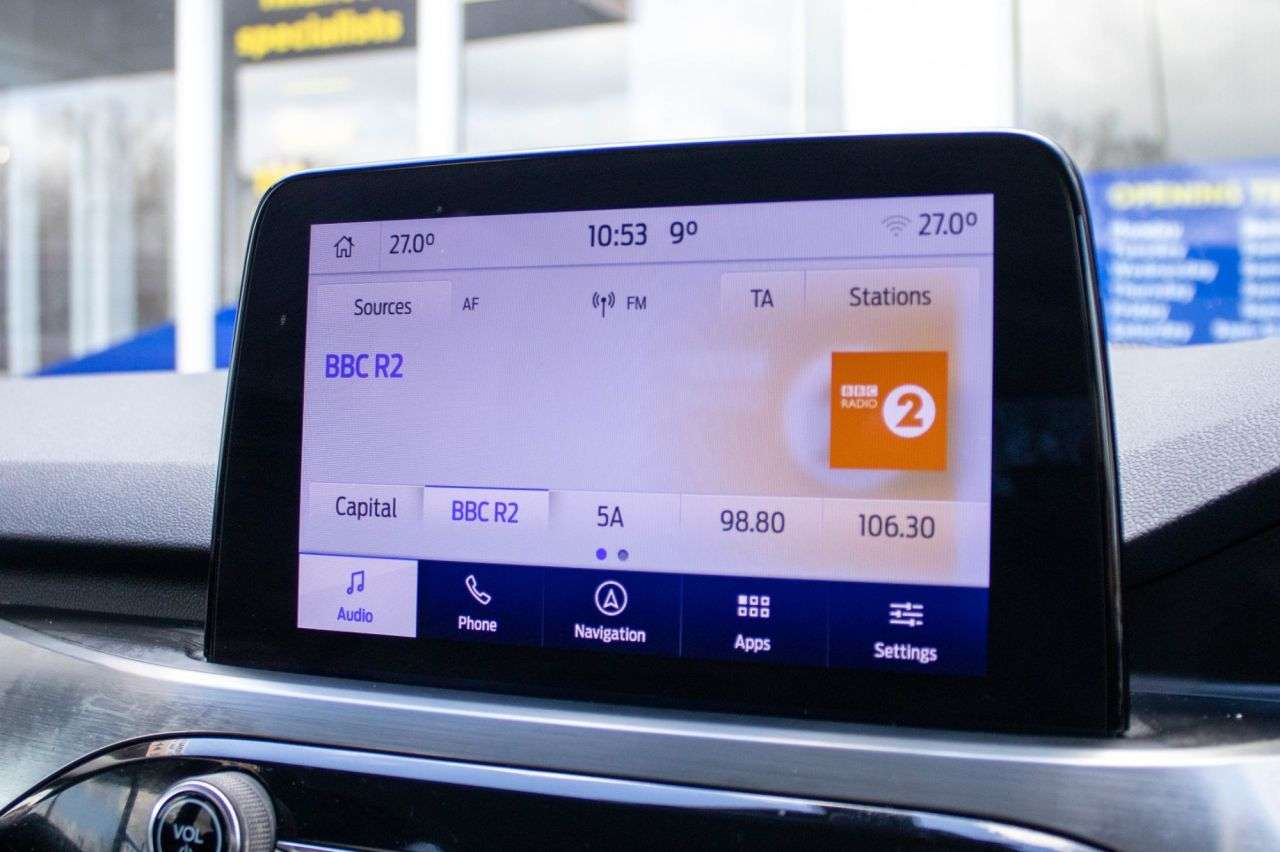 specialists
OPENING
27.0° 10:53 9° 27.0°
Sources AF FM TA Stations
BBC R2
BBC
RADIO 2
Capital BBC R2 5A 98.80 106.30
Audio Phone Navigation Apps Settings
VOL